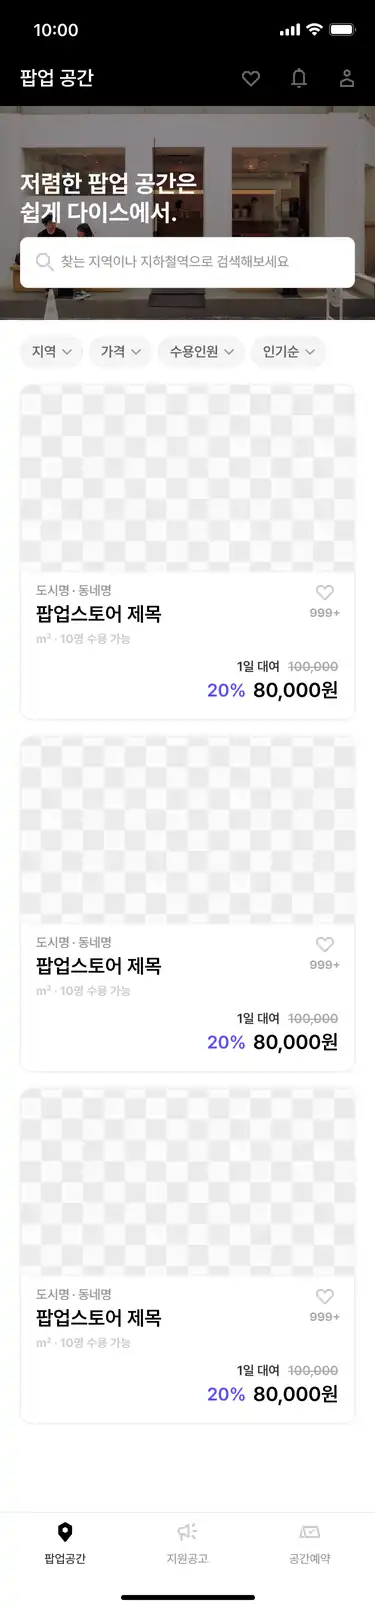 10:00
팝업 공간
저렴한 팝업 공간은
쉽게 다이스에서.
찾는 지역이나 지하철역으로 검색해보세요
지역 가격 수용인원 인기순
도시명 · 동네명
팝업스토어 제목
999+
m² · 10명 수용 가능
1일 대여 100,000
20% 80,000원
도시명 · 동네명
팝업스토어 제목
999+
m² · 10명 수용 가능
1일 대여 100,000
20% 80,000원
도시명 · 동네명
팝업스토어 제목
999+
m² · 10명 수용 가능
1일 대여 100,000
20% 80,000원
팝업공간 지원공고 공간예약